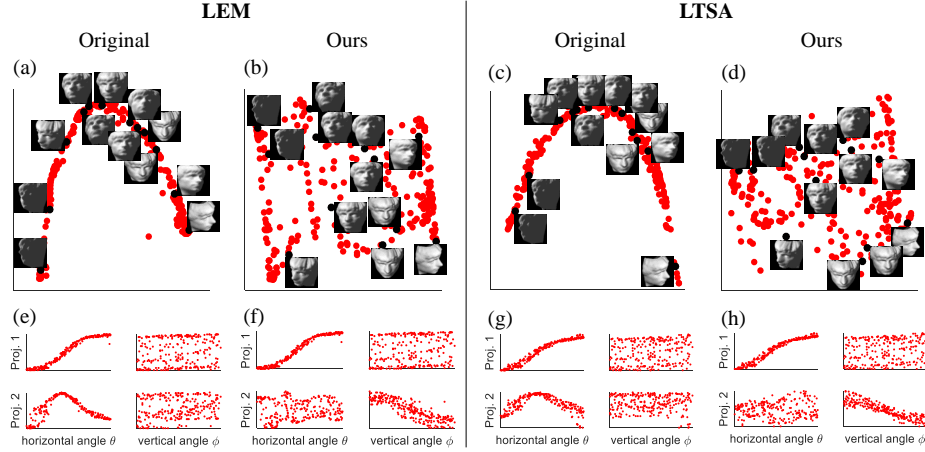 LEM
LTSA
Original
Ours
Original
Ours
(a)
(b)
(c)
(d)
(e)
(f)
(g)
(h)
Proj. 1
Proj. 1
Proj. 1
Proj. 1
Proj. 2
Proj. 2
Proj. 2
Proj. 2
horizontal angle θ
vertical angle ϕ
horizontal angle θ
vertical angle ϕ
horizontal angle θ
vertical angle ϕ
horizontal angle θ
vertical angle ϕ